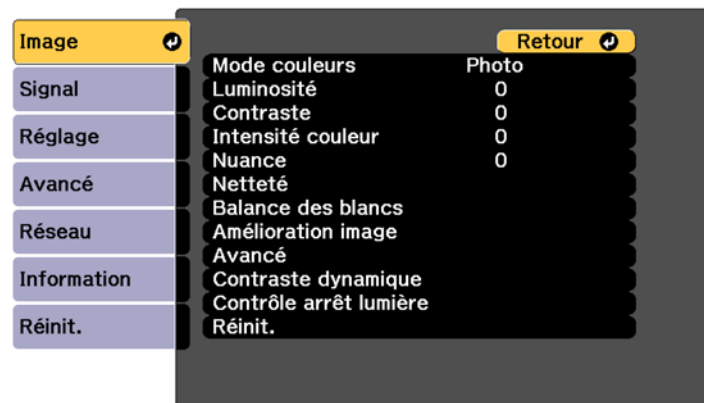 Image
Signal
Réglage
Avancé
Réseau
Information
Réinit.
Retour
Mode couleurs Photo
Luminosité 0
Contraste 0
Intensité couleur 0
Nuance 0
Netteté
Balance des blancs
Amélioration image
Avancé
Contraste dynamique
Contrôle arrêt lumière
Réinit.